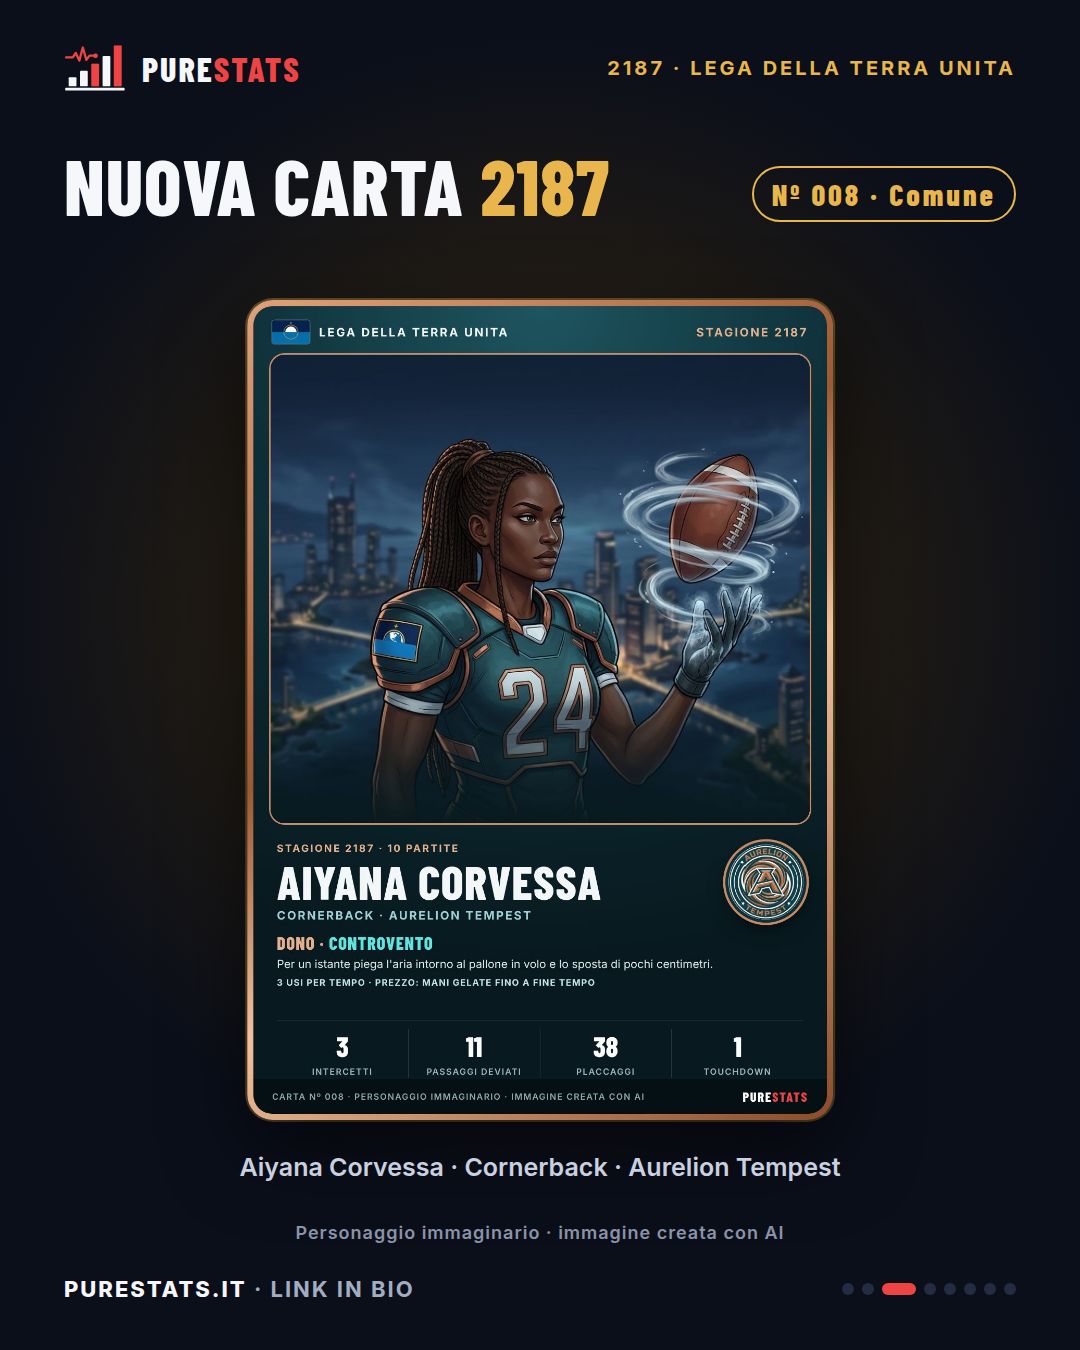 PURESTATS
2187 · LEGA DELLA TERRA UNITA
NUOVA CARTA 2187
Nº 008 · Comune
LEGA DELLA TERRA UNITA
STAGIONE 2187
24
STAGIONE 2187 · 10 PARTITE
AIYANA CORVESSA
CORNERBACK · AURELION TEMPEST
AURELION
A
TEMPEST
DONO · CONTROVENTO
Per un istante piega l'aria intorno al pallone in volo e lo sposta di pochi centimetri.
3 USI PER TEMPO · PREZZO: MANI GELATE FINO A FINE TEMPO
3
INTERCETTI
11
PASSAGGI DEVIATI
38
PLACCAGGI
1
TOUCHDOWN
CARTA Nº 008 · PERSONAGGIO IMMAGINARIO · IMMAGINE CREATA CON AI
PURESTATS
Aiyana Corvessa · Cornerback · Aurelion Tempest
Personaggio immaginario · immagine creata con AI
PURESTATS.IT · LINK IN BIO